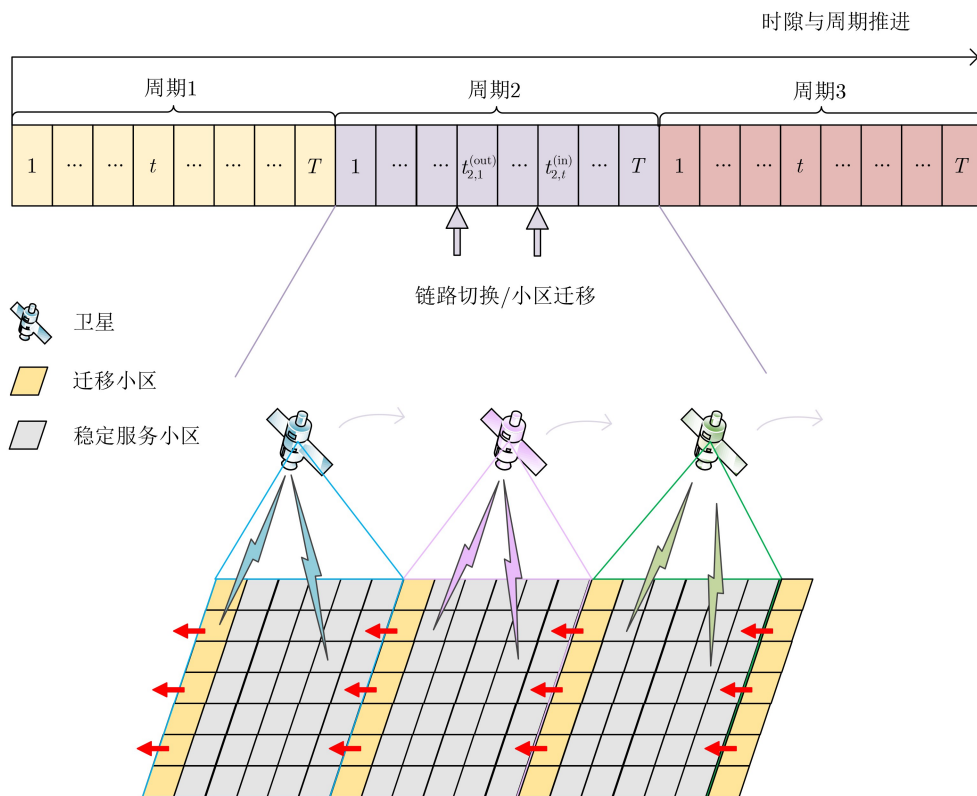 时隙与周期推进
周期1 周期2 周期3
1 ··· ··· t ··· ··· ··· T 1 ··· ··· t_{2,1}^{(out)} ··· t_{2,t}^{(in)} ··· T 1 ··· ··· t ··· ··· ··· T
链路切换/小区迁移
卫星
迁移小区
稳定服务小区